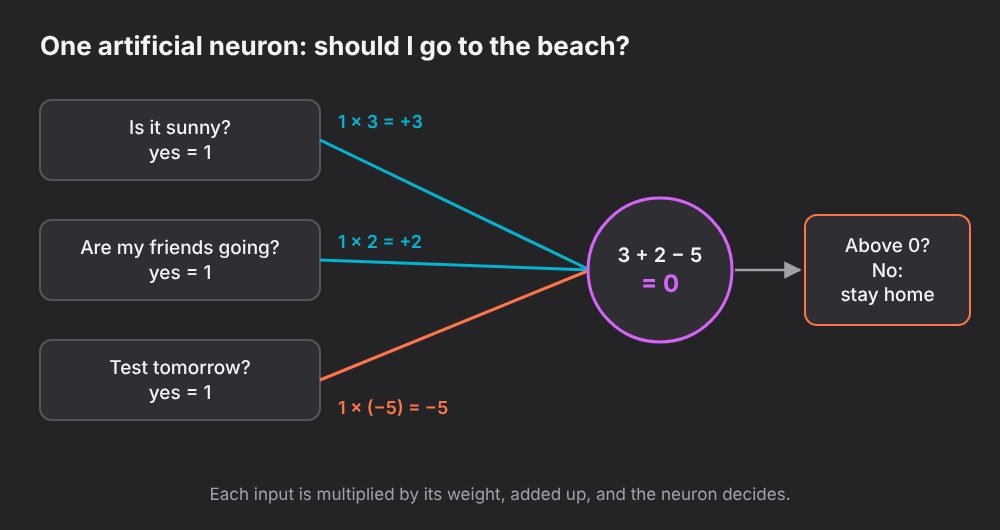 One artificial neuron: should I go to the beach?
Is it sunny?
yes = 1
1 × 3 = +3
Are my friends going?
yes = 1
1 × 2 = +2
Test tomorrow?
yes = 1
1 × (−5) = −5
3 + 2 − 5
= 0
Above 0?
No:
stay home
Each input is multiplied by its weight, added up, and the neuron decides.